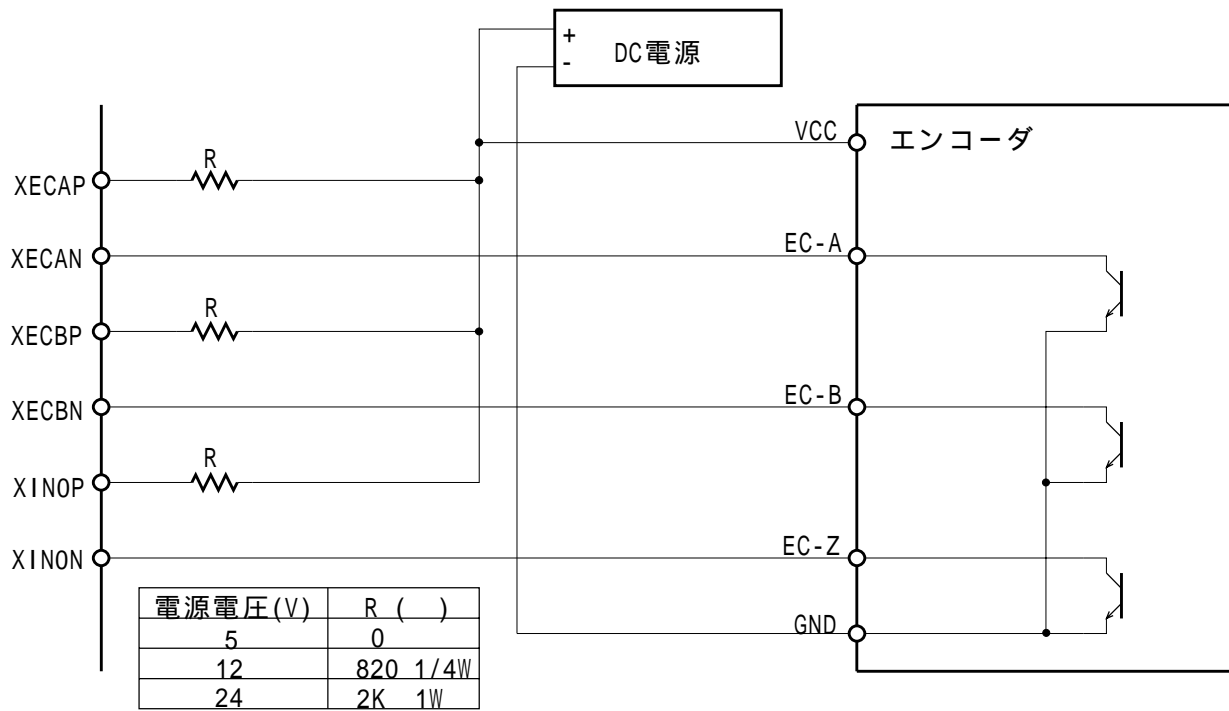 +
DC電源
-
VCC
エンコーダ
R
XECAP
XECAN
EC-A
R
XECBP
XECBN
EC-B
R
XINOP
XINON
EC-Z
GND
電源電圧(V) R ( )
5 0
12 820 1/4W
24 2K 1W